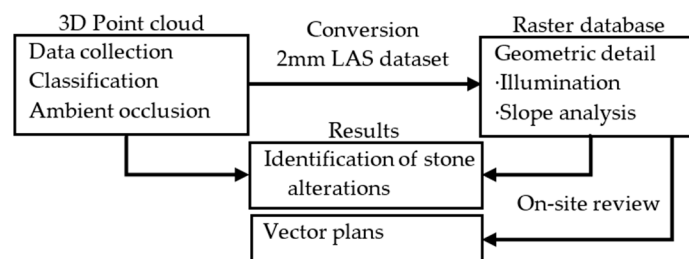 3D Point cloud
Data collection
Classification
Ambient occlusion
Conversion
2mm LAS dataset
Raster database
Geometric detail
·Illumination
·Slope analysis
Results
Identification of stone
alterations
On-site review
Vector plans